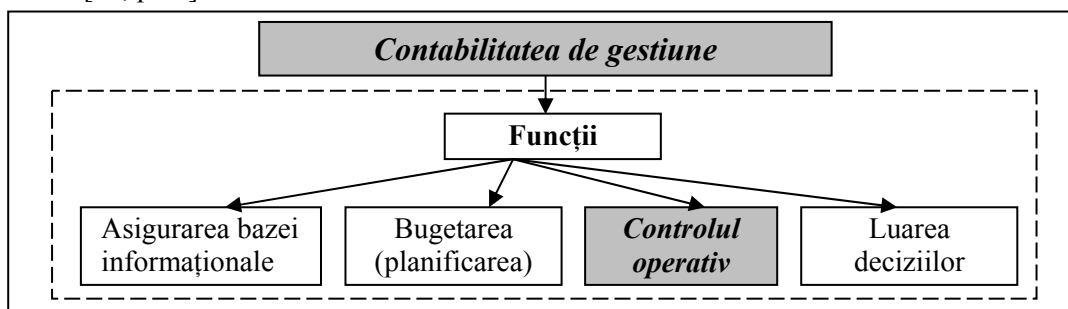 Contabilitatea de gestiune
Funcții
Asigurarea bazei
informaționale
Bugetarea
(planificarea)
Controlul
operativ
Luarea
deciziilor